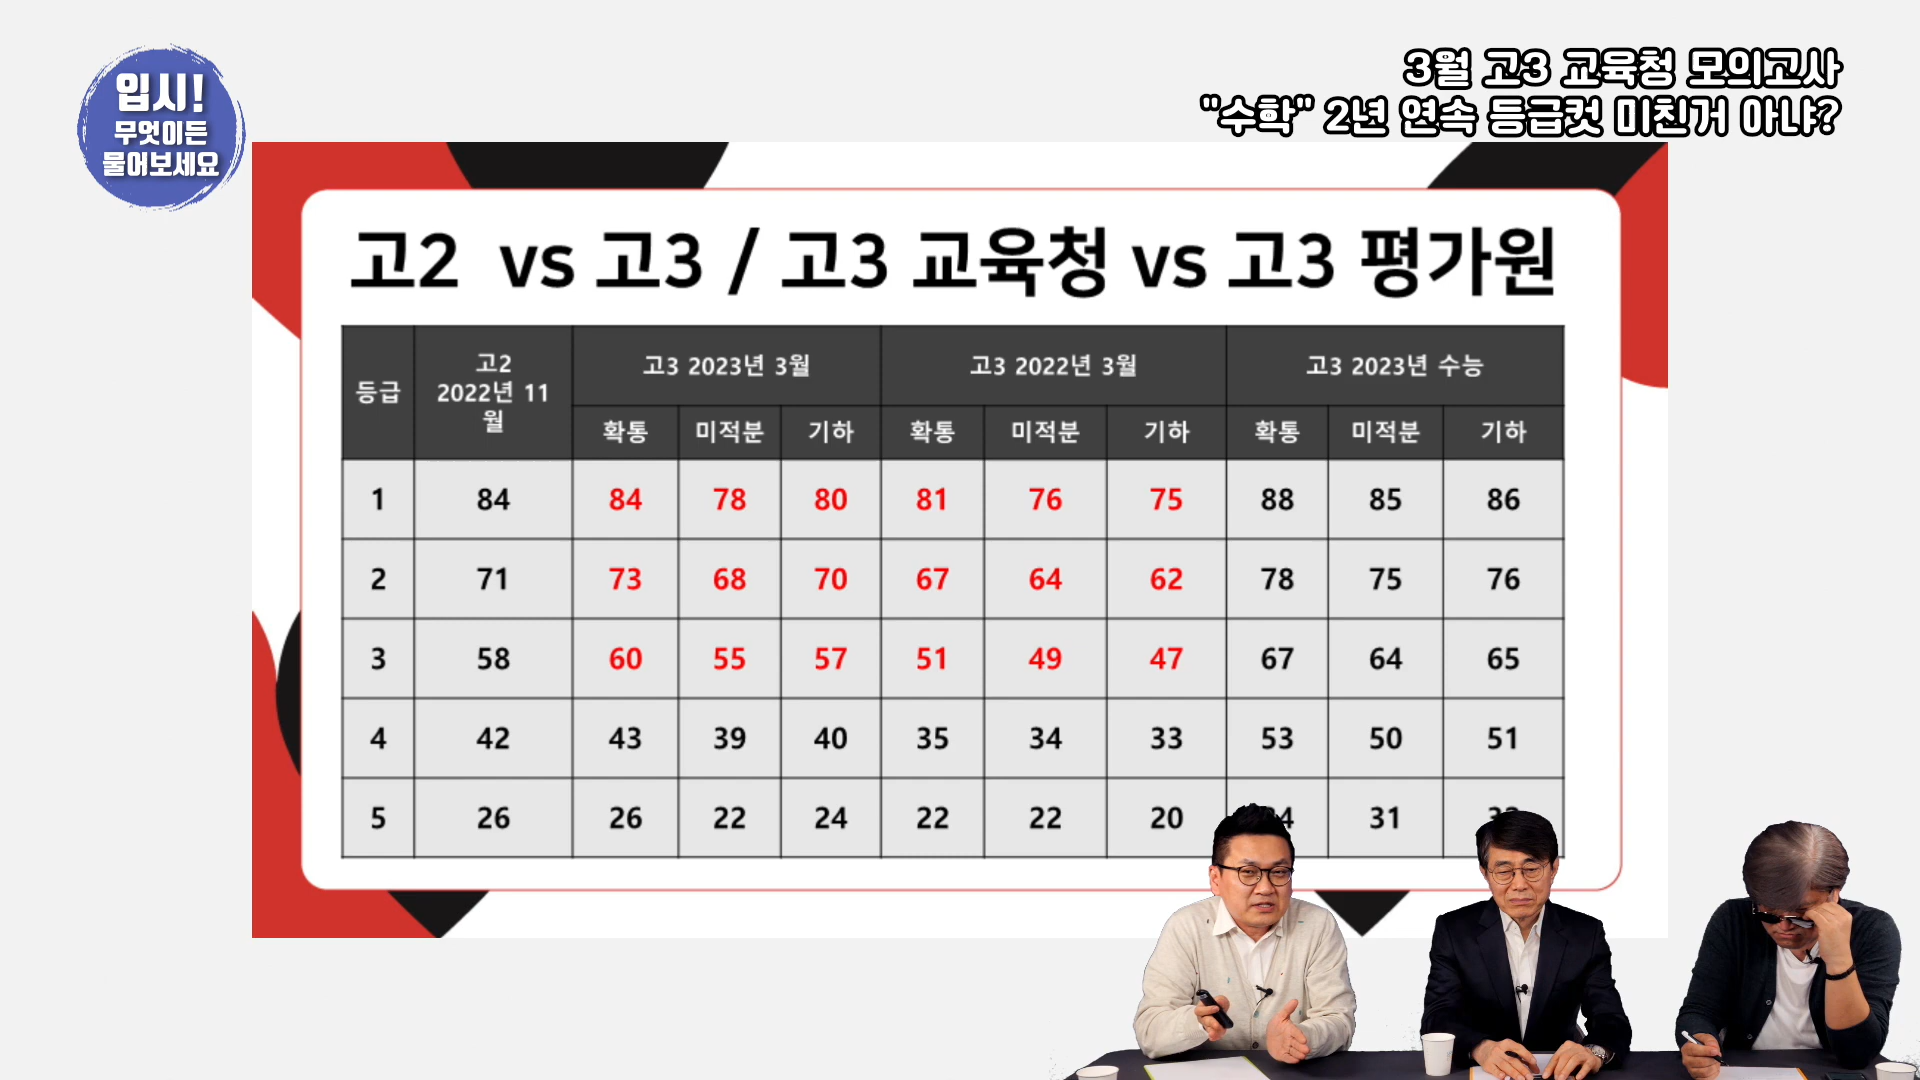 입시!
무엇이든
물어보세요
3월 고3 교육청 모의고사
"수학" 2년 연속 등급컷 미친거 아냐?
고2 vs 고3 / 고3 교육청 vs 고3 평가원
등급 고2 2022년 11월 고3 2023년 3월 고3 2022년 3월 고3 2023년 수능
확통 미적분 기하 확통 미적분 기하 확통 미적분 기하
1 84 84 78 80 81 76 75 88 85 86
2 71 73 68 70 67 64 62 78 75 76
3 58 60 55 57 51 49 47 67 64 65
4 42 43 39 40 35 34 33 53 50 51
5 26 26 22 24 22 22 20 31